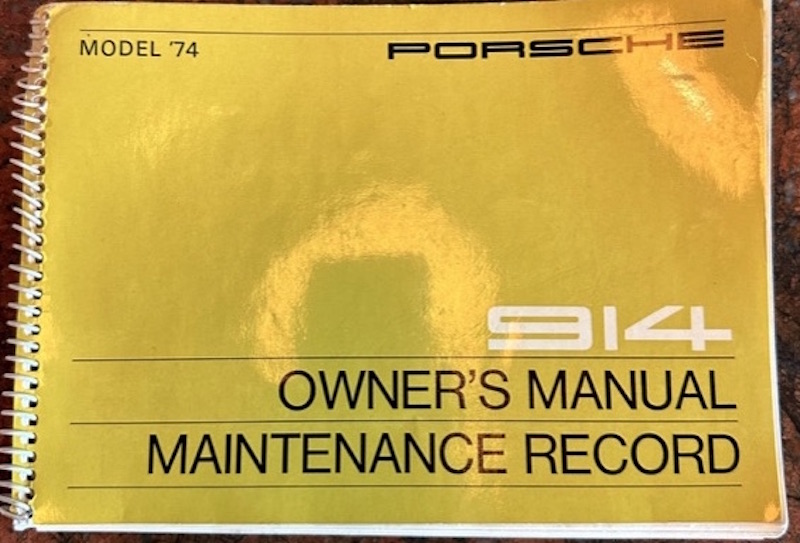 MODEL '74 PORSCHE
914
OWNER'S MANUAL
MAINTENANCE RECORD